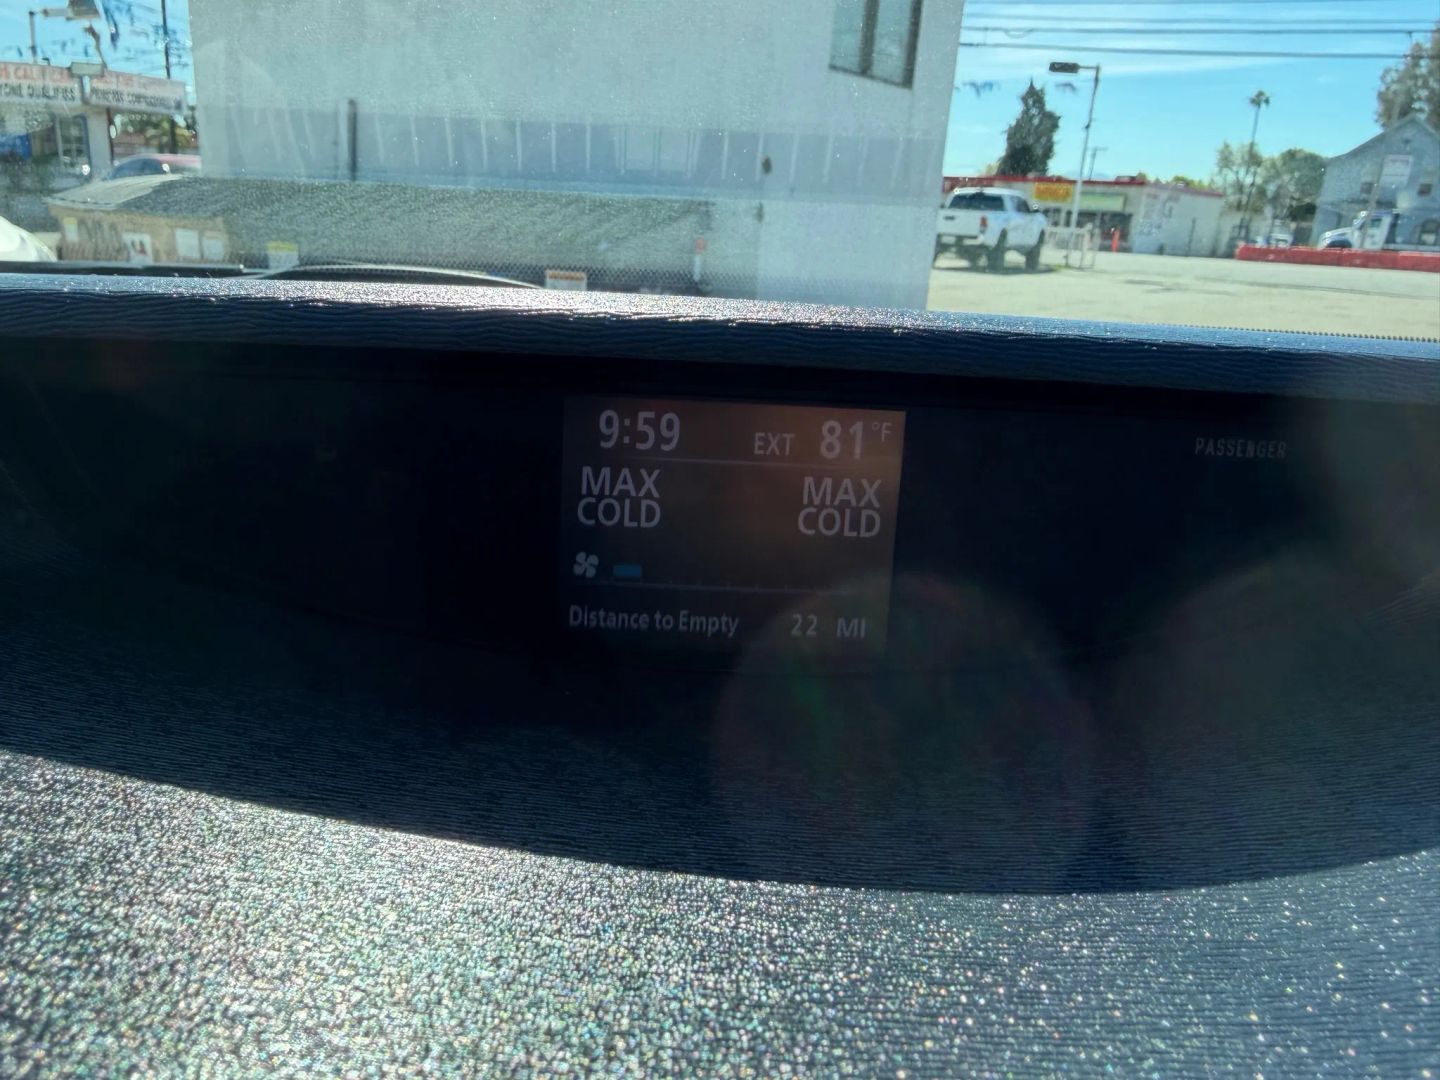 9:59 EXT 81°F
MAX MAX
COLD COLD
Distance to Empty 22 MI
PASSENGER